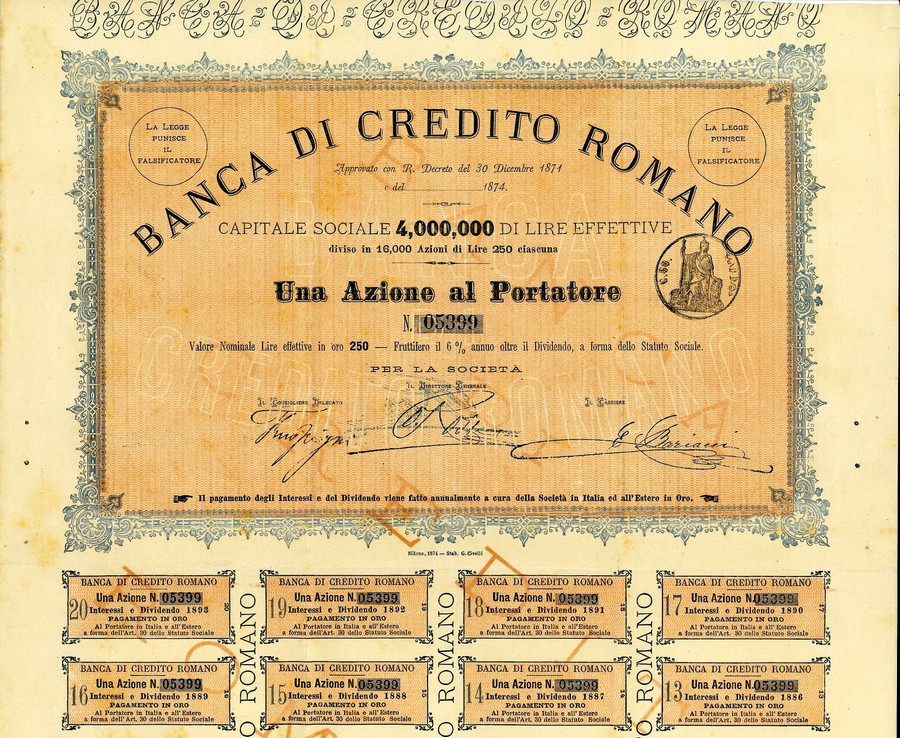 BANCA DI CREDITO ROMANO
LA LEGGE
PUNISCE
IL
FALSIFICATORE
LA LEGGE
PUNISCE
IL
FALSIFICATORE
BANCA DI CREDITO ROMANO
Approvato con R. Decreto del 30 Dicembre 1871
e del 1874.
CAPITALE SOCIALE 4,000,000 DI LIRE EFFETTIVE
diviso in 16,000 Azioni di Lire 250 ciascuna
Una Azione al Portatore
N. 05399
Valore Nominale Lire effettive in oro 250 — Fruttifero il 6 % annuo oltre il Dividendo, a forma dello Statuto Sociale.
PER LA SOCIETÀ
IL DIRETTORE GENERALE
IL CONSIGLIERE DELEGATO
IL CASSIERE
E. Bariani
BANCA
CREDITO ROMANO
Il pagamento degli Interessi e del Dividendo viene fatto annualmente a cura della Società in Italia ed all'Estero in Oro.
Milano, 1874 — Stab. G. Civelli
BANCA DI CREDITO ROMANO
20
Una Azione N. 05399
Interessi e Dividendo 1893
PAGAMENTO IN ORO
Al Portatore in Italia e all' Estero
a forma dell'Art. 30 dello Statuto Sociale
20
BANCA DI CREDITO ROMANO
19
Una Azione N. 05399
Interessi e Dividendo 1892
PAGAMENTO IN ORO
Al Portatore in Italia e all' Estero
a forma dell'Art. 30 dello Statuto Sociale
19
BANCA DI CREDITO ROMANO
18
Una Azione N. 05399
Interessi e Dividendo 1891
PAGAMENTO IN ORO
Al Portatore in Italia e all' Estero
a forma dell'Art. 30 dello Statuto Sociale
18
BANCA DI CREDITO ROMANO
17
Una Azione N. 05399
Interessi e Dividendo 1890
PAGAMENTO IN ORO
Al Portatore in Italia e all' Estero
a forma dell'Art. 30 dello Statuto Sociale
17
BANCA DI CREDITO ROMANO
16
Una Azione N. 05399
Interessi e Dividendo 1889
PAGAMENTO IN ORO
Al Portatore in Italia e all' Estero
a forma dell'Art. 30 dello Statuto Sociale
16
BANCA DI CREDITO ROMANO
15
Una Azione N. 05399
Interessi e Dividendo 1888
PAGAMENTO IN ORO
Al Portatore in Italia e all' Estero
a forma dell'Art. 30 dello Statuto Sociale
15
BANCA DI CREDITO ROMANO
14
Una Azione N. 05399
Interessi e Dividendo 1887
PAGAMENTO IN ORO
Al Portatore in Italia e all' Estero
a forma dell'Art. 30 dello Statuto Sociale
14
BANCA DI CREDITO ROMANO
13
Una Azione N. 05399
Interessi e Dividendo 1886
PAGAMENTO IN ORO
Al Portatore in Italia e all' Estero
a forma dell'Art. 30 dello Statuto Sociale
13
O ROMANO
O ROMANO
O ROMANO